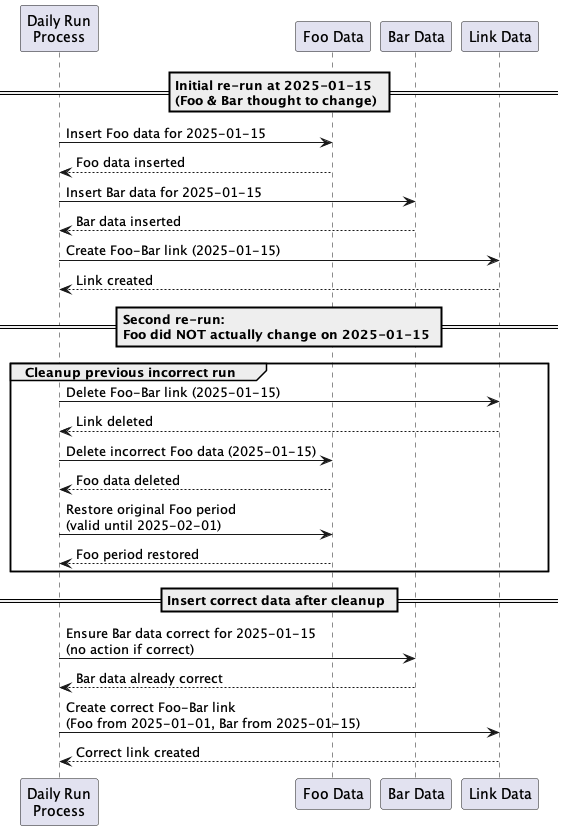 Daily Run
Process
Foo Data
Bar Data
Link Data
Initial re-run at 2025-01-15
(Foo & Bar thought to change)
Insert Foo data for 2025-01-15
Foo data inserted
Insert Bar data for 2025-01-15
Bar data inserted
Create Foo-Bar link (2025-01-15)
Link created
Second re-run:
Foo did NOT actually change on 2025-01-15
Cleanup previous incorrect run
Delete Foo-Bar link (2025-01-15)
Link deleted
Delete incorrect Foo data (2025-01-15)
Foo data deleted
Restore original Foo period
(valid until 2025-02-01)
Foo period restored
Insert correct data after cleanup
Ensure Bar data correct for 2025-01-15
(no action if correct)
Bar data already correct
Create correct Foo-Bar link
(Foo from 2025-01-01, Bar from 2025-01-15)
Correct link created
Daily Run
Process
Foo Data
Bar Data
Link Data